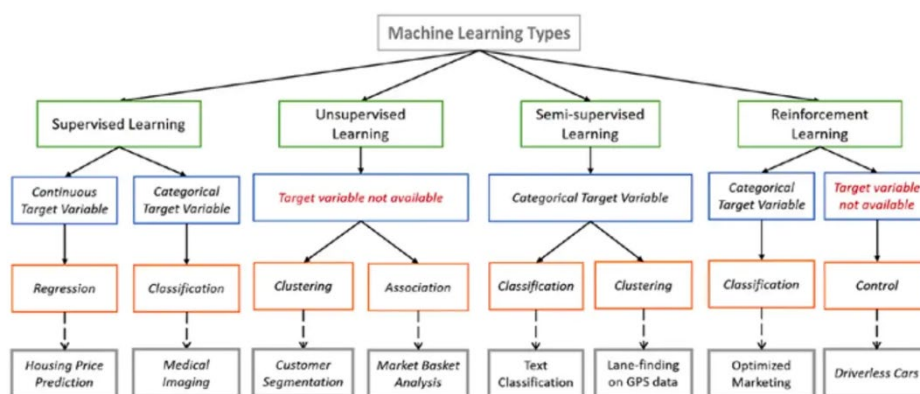 Machine Learning Types
Supervised Learning
Unsupervised
Learning
Semi-supervised
Learning
Reinforcement
Learning
Continuous
Target Variable
Categorical
Target Variable
Target variable not available
Categorical Target Variable
Categorical
Target Variable
Target variable
not available
Regression
Classification
Clustering
Association
Classification
Clustering
Classification
Control
Housing Price
Prediction
Medical
Imaging
Customer
Segmentation
Market Basket
Analysis
Text
Classification
Lane-finding
on GPS data
Optimized
Marketing
Driverless Cars